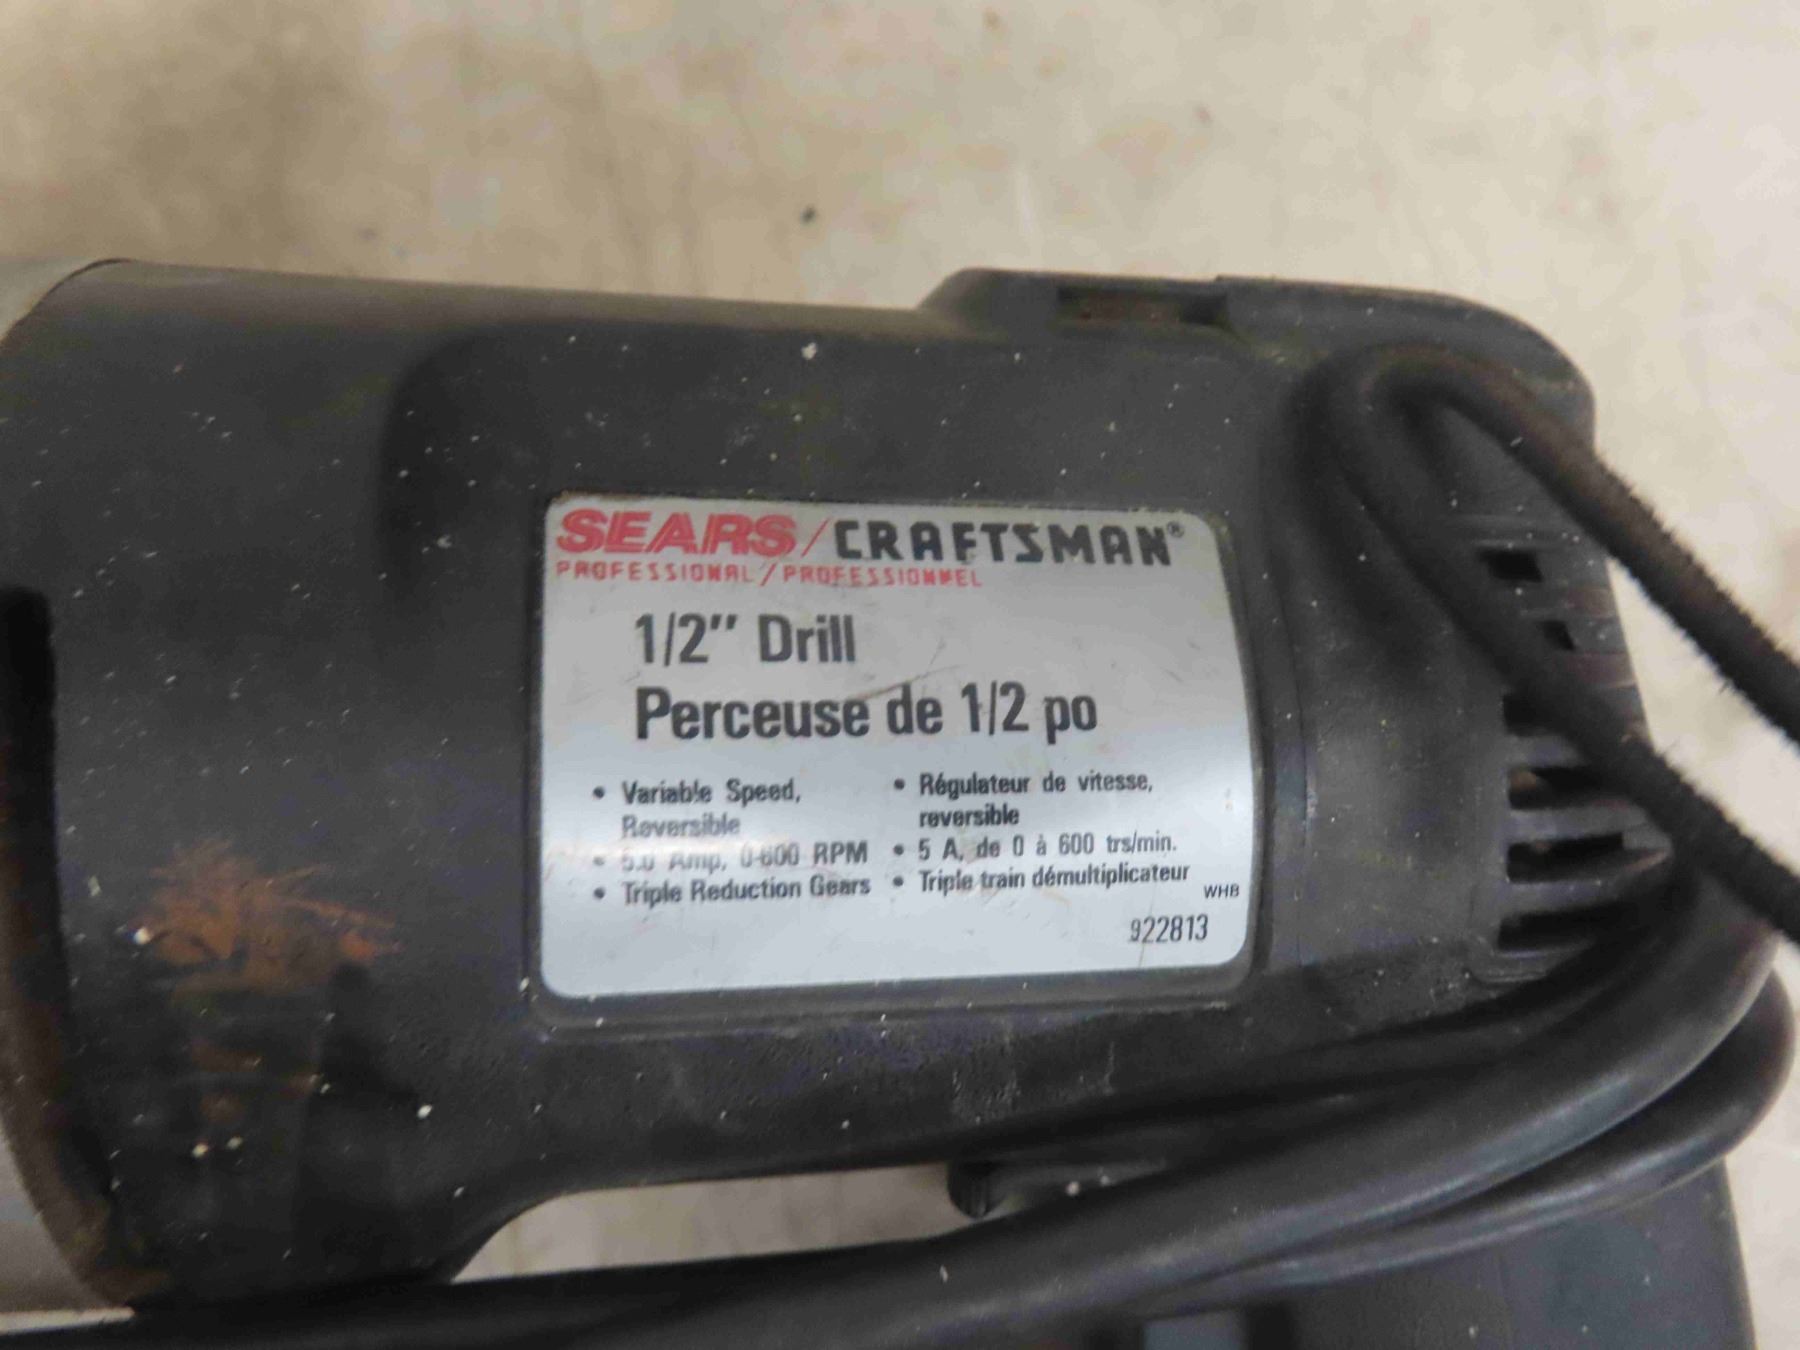 SEARS/CRAFTSMAN®
PROFESSIONAL/PROFESSIONNEL
1/2" Drill
Perceuse de 1/2 po
• Variable Speed,
Reversible
• 5.0 Amp, 0-600 RPM
• Triple Reduction Gears
• Régulateur de vitesse,
reversible
• 5 A, de 0 à 600 trs/min.
• Triple train démultiplicateur
WHB
922813